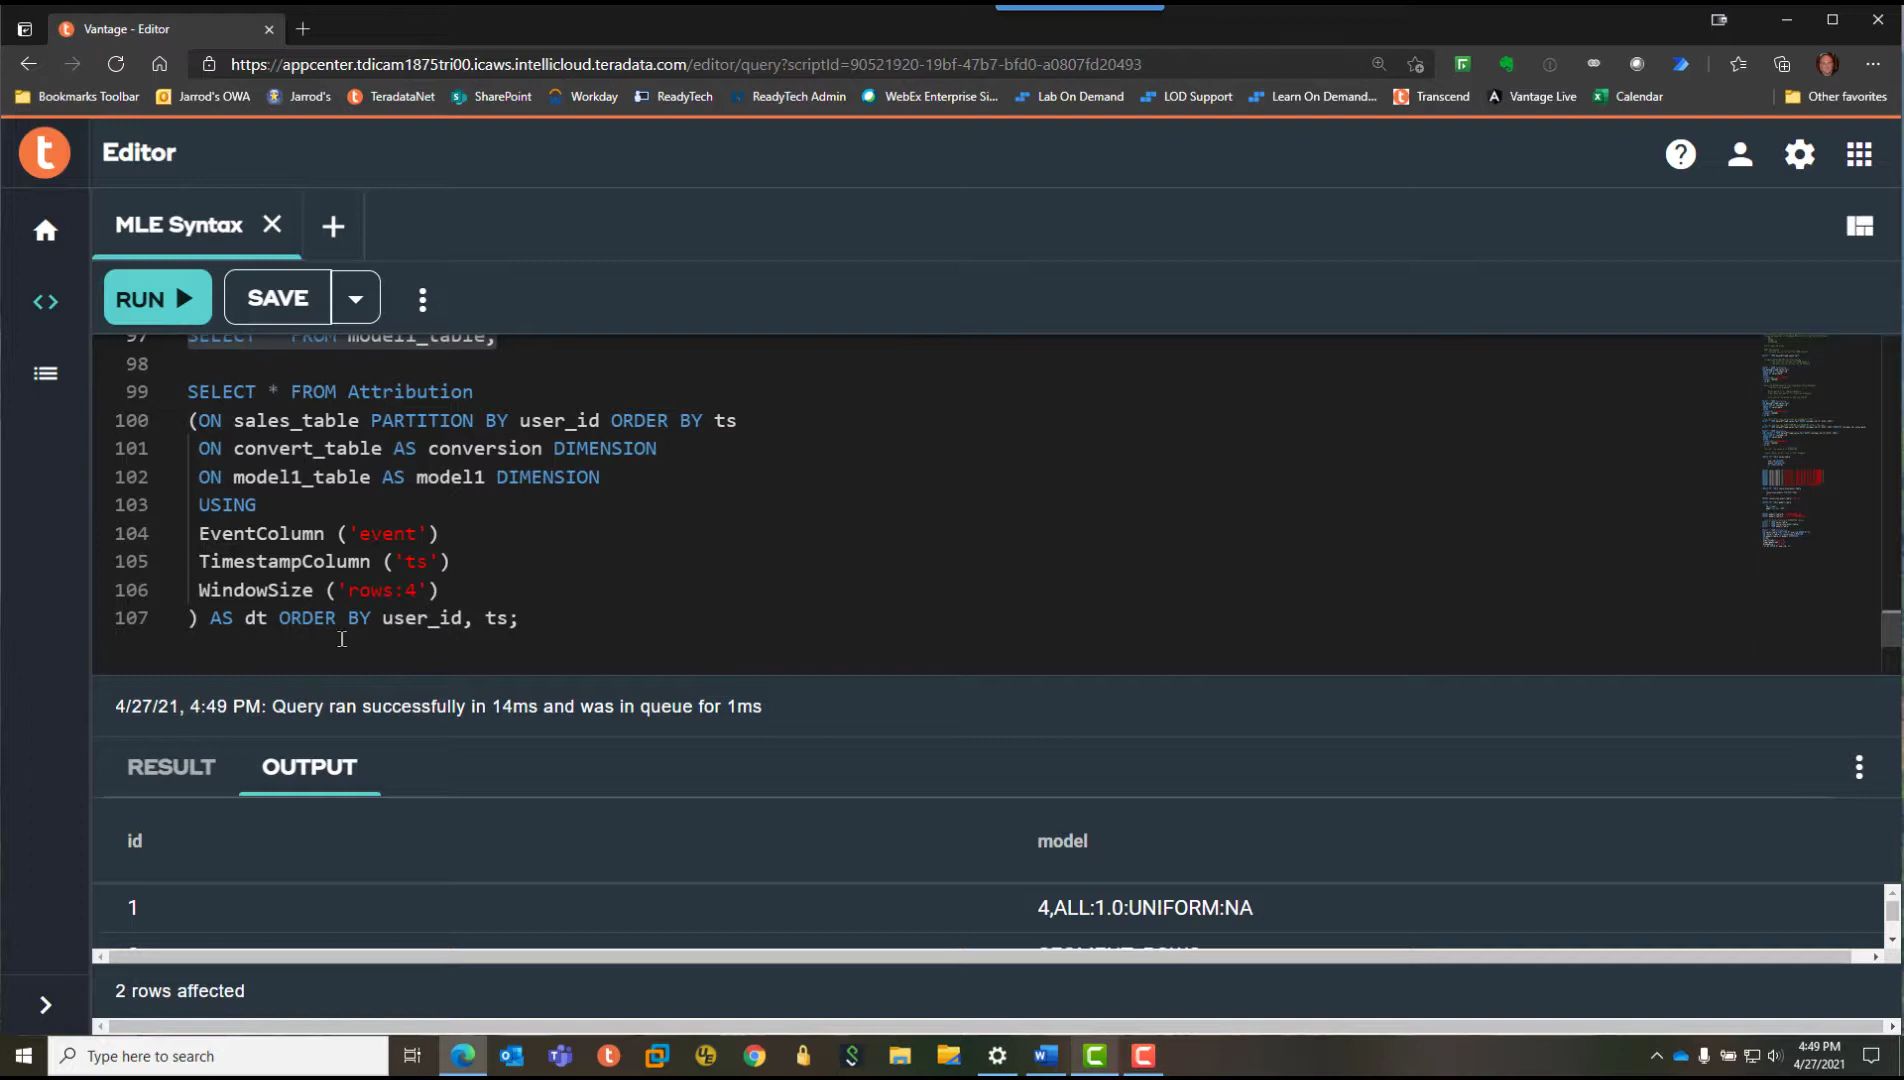 Vantage - Editor
https://appcenter.tdicam1875tri00.icaws.intellicloud.teradata.com/editor/query?scriptId=90521920-19bf-47b7-bfd0-a0807fd20493
Bookmarks Toolbar Jarrod's OWA Jarrod's TeradataNet SharePoint Workday ReadyTech ReadyTech Admin WebEx Enterprise Si... Lab On Demand LOD Support Learn On Demand... Transcend Vantage Live Calendar Other favorites
t Editor
MLE Syntax
RUN SAVE
97 SELECT * FROM model1_table;
98
99 SELECT * FROM Attribution
100 (ON sales_table PARTITION BY user_id ORDER BY ts
101 ON convert_table AS conversion DIMENSION
102 ON model1_table AS model1 DIMENSION
103 USING
104 EventColumn ('event')
105 TimestampColumn ('ts')
106 WindowSize ('rows:4')
107 ) AS dt ORDER BY user_id, ts;
4/27/21, 4:49 PM: Query ran successfully in 14ms and was in queue for 1ms
RESULT OUTPUT
id model
1 4,ALL:1.0:UNIFORM:NA
2 rows affected
Type here to search
4:49 PM
4/27/2021